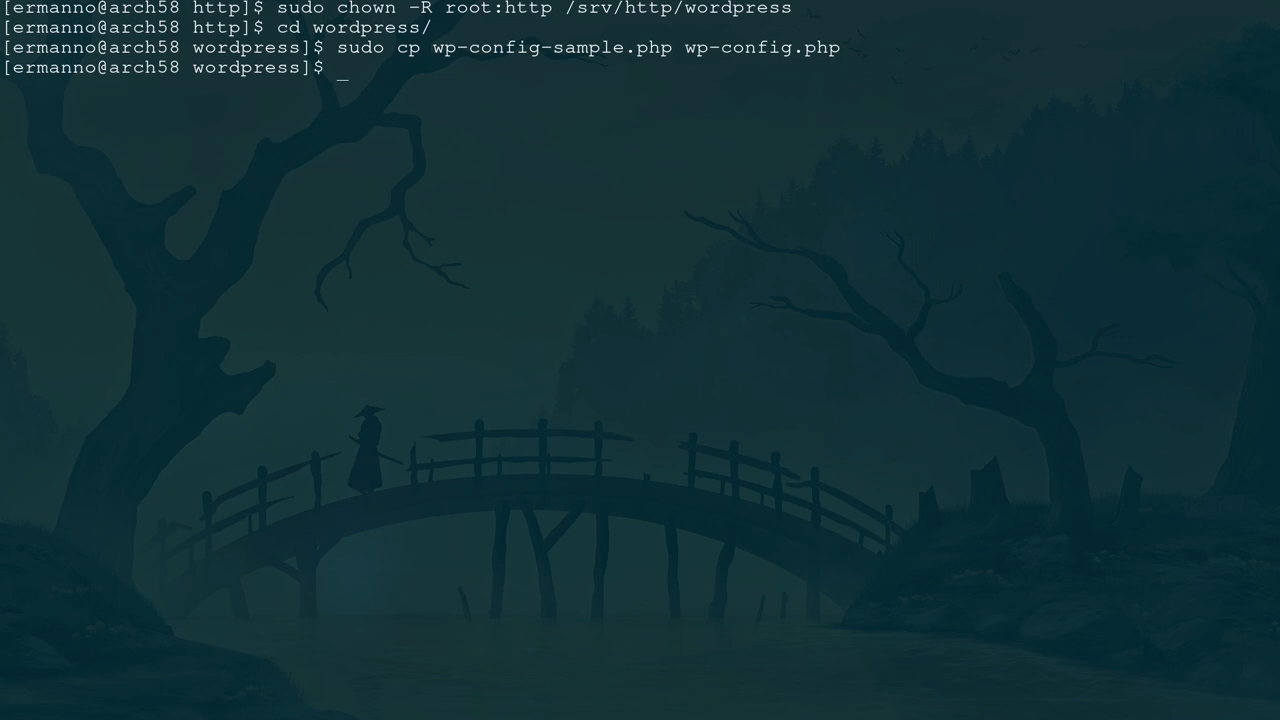 [ermanno@arch58 http]$ sudo chown -R root:http /srv/http/wordpress
[ermanno@arch58 http]$ cd wordpress/
[ermanno@arch58 wordpress]$ sudo cp wp-config-sample.php wp-config.php
[ermanno@arch58 wordpress]$ _